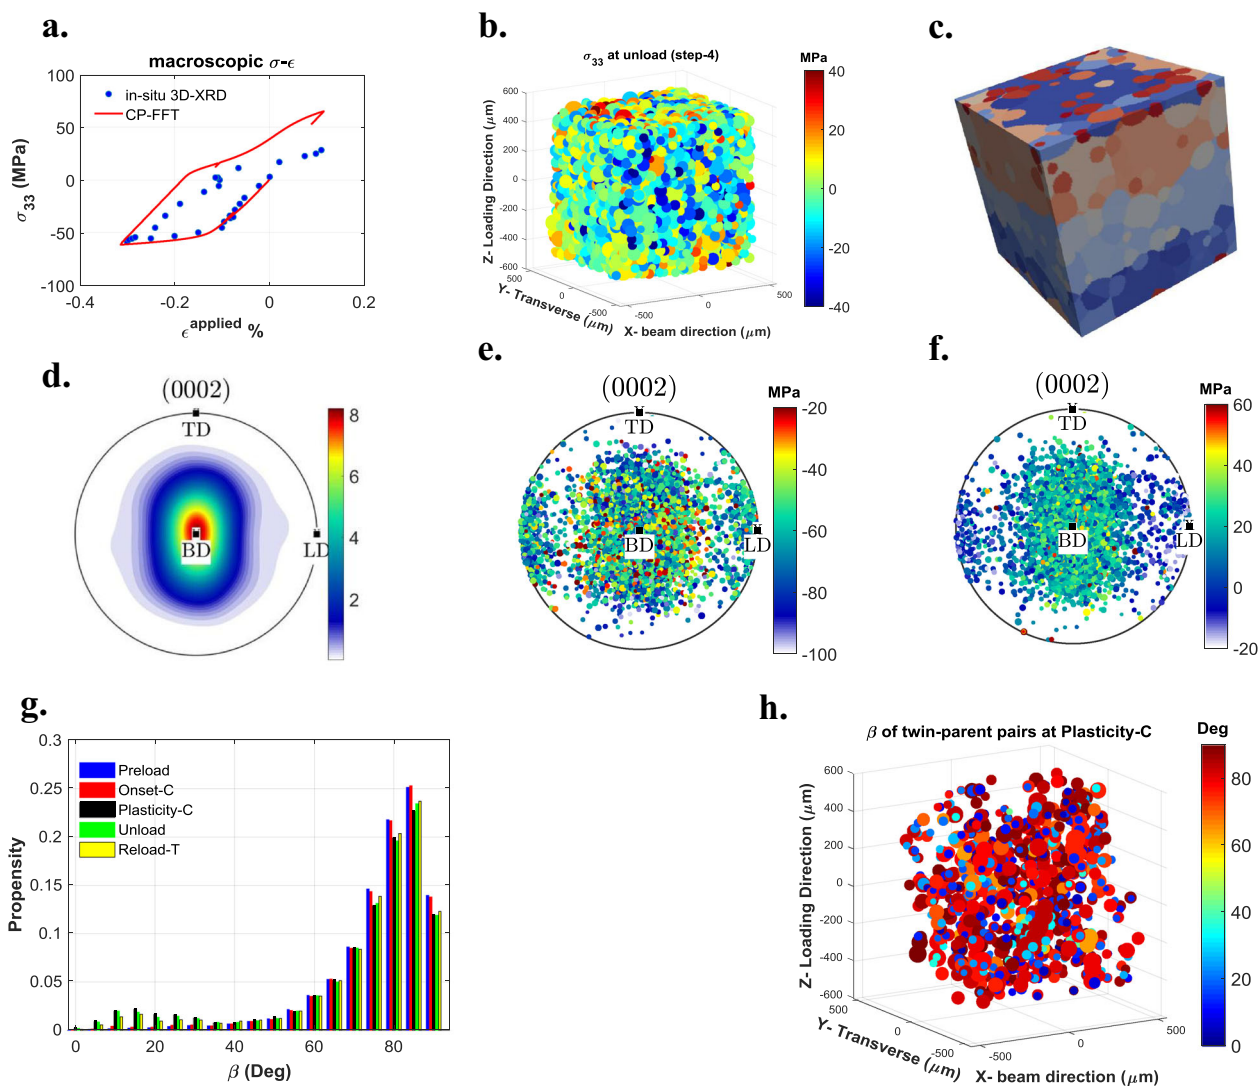 a.
macroscopic σ-ϵ
100
50
0
-50
-100
σ33 (MPa)
in-situ 3D-XRD
CP-FFT
-0.4
-0.2
0
0.2
ϵapplied %
b.
σ33 at unload (step-4)
MPa
40
20
0
-20
-40
Z- Loading Direction (μm)
600
400
200
0
-200
-400
-600
500
0
-500
Y- Transverse (μm)
-500
0
500
X- beam direction (μm)
c.
d.
(0002)
TD
BD
LD
8
6
4
2
e.
(0002)
TD
BD
LD
MPa
-20
-40
-60
-80
-100
f.
(0002)
TD
BD
LD
MPa
60
40
20
0
-20
g.
0.3
0.25
0.2
0.15
0.1
0.05
0
Propensity
Preload
Onset-C
Plasticity-C
Unload
Reload-T
0
20
40
60
80
β (Deg)
h.
β of twin-parent pairs at Plasticity-C
Deg
80
60
40
20
0
Z- Loading Direction (μm)
600
400
200
0
-200
-400
-600
500
0
-500
Y- Transverse (μm)
-500
0
500
X- beam direction (μm)